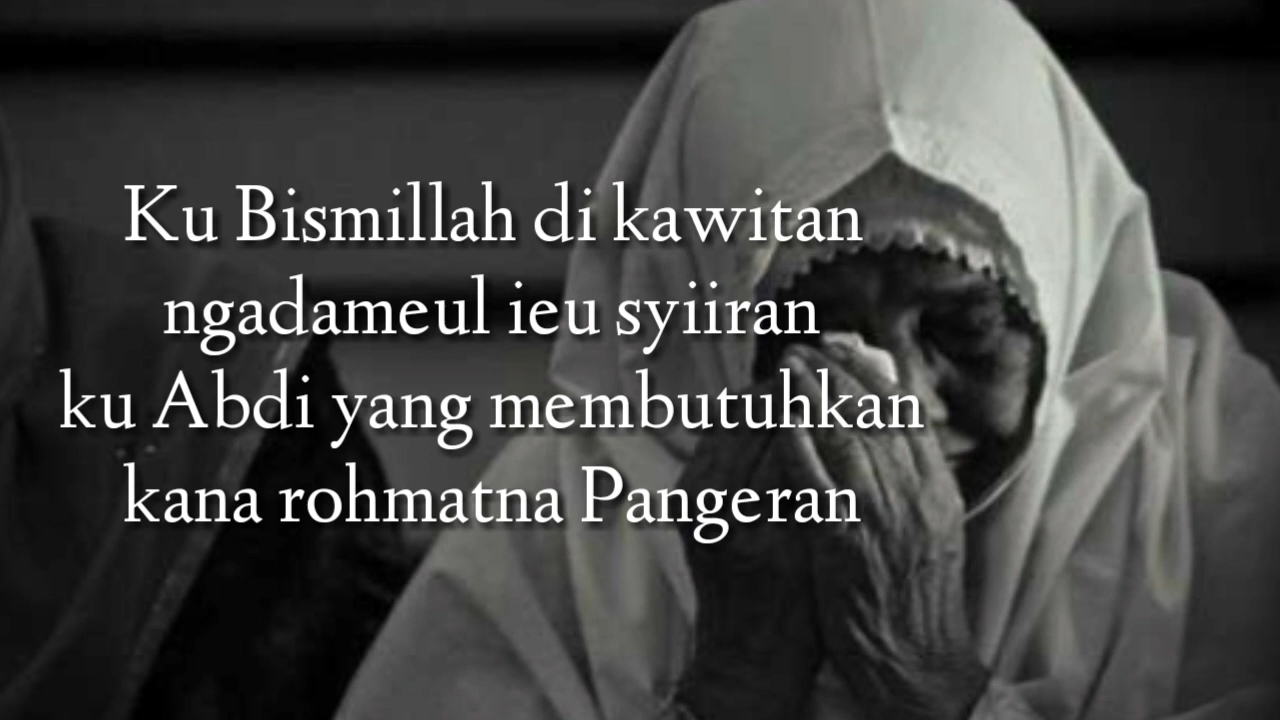 Ku Bismillah di kawitan
ngadameul ieu syiiran
ku Abdi yang membutuhkan
kana rohmatna Pangeran